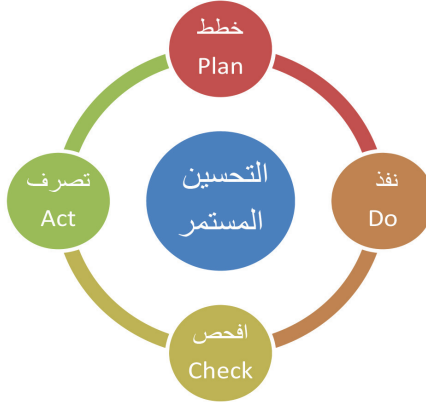 خطط
Plan
نفذ
Do
افحص
Check
تصرف
Act
التحسين
المستمر